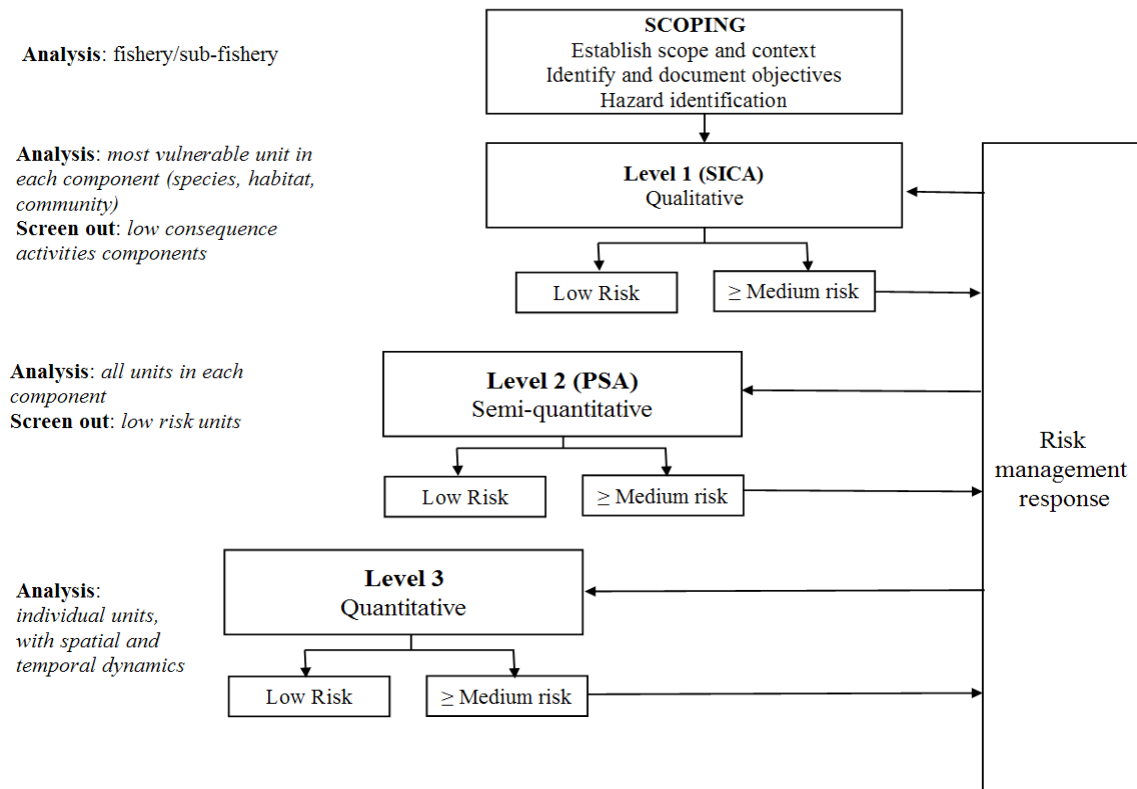 SCOPING
Establish scope and context
Identify and document objectives
Hazard identification
Analysis: fishery/sub-fishery
Analysis: most vulnerable unit in
each component (species, habitat,
community)
Screen out: low consequence
activities components
Level 1 (SICA)
Qualitative
Low Risk
≥ Medium risk
Analysis: all units in each
component
Screen out: low risk units
Level 2 (PSA)
Semi-quantitative
Low Risk
≥ Medium risk
Risk
management
response
Analysis:
individual units,
with spatial and
temporal dynamics
Level 3
Quantitative
Low Risk
≥ Medium risk